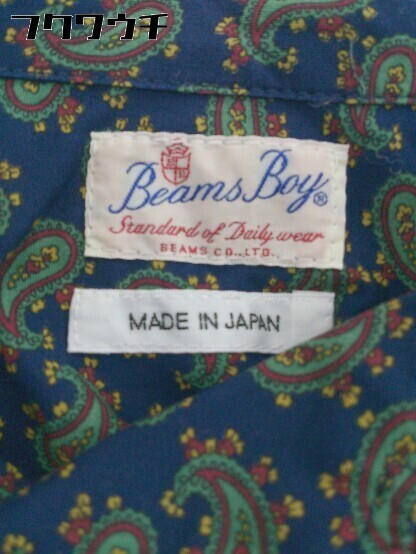 フクワウチ
Beams Boy®
Standard of Daily wear
BEAMS CO., LTD.
MADE IN JAPAN